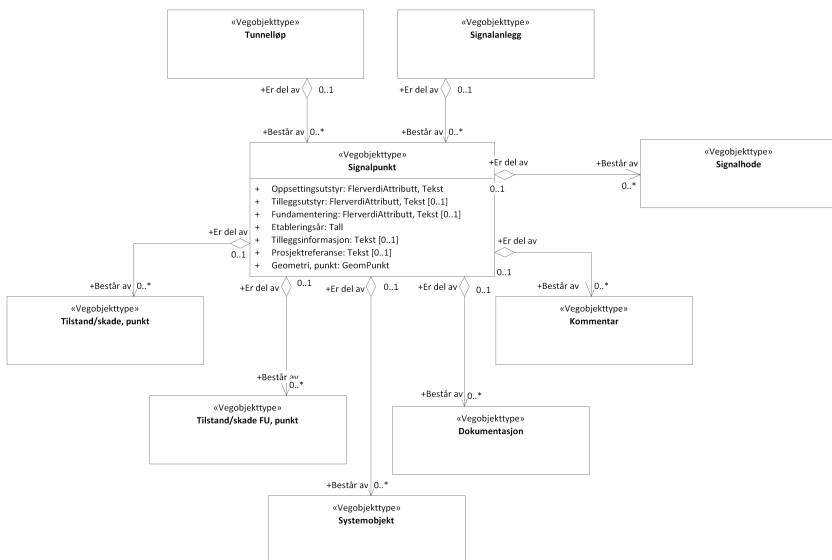 «Vegobjekttype»
Tunnelløp
«Vegobjekttype»
Signalanlegg
+Er del av 0..1
+Er del av 0..1
+Består av 0..*
+Består av 0..*
«Vegobjekttype»
Signalpunkt
+ Oppsettingsutstyr: FlerverdiAttributt, Tekst
+ Tilleggsutstyr: FlerverdiAttributt, Tekst [0..1]
+ Fundamentering: FlerverdiAttributt, Tekst [0..1]
+ Etableringsår: Tall
+ Tilleggsinformasjon: Tekst [0..1]
+ Prosjektreferanse: Tekst [0..1]
+ Geometri, punkt: GeomPunkt
+Er del av
0..1
+Består av
0..*
«Vegobjekttype»
Signalhode
+Er del av
0..1
+Består av 0..*
«Vegobjekttype»
Tilstand/skade, punkt
+Er del av
0..1
+Består av 0..*
«Vegobjekttype»
Kommentar
+Er del av 0..1
+Består av
0..*
«Vegobjekttype»
Tilstand/skade FU, punkt
+Er del av 0..1
+Består av 0..*
«Vegobjekttype»
Systemobjekt
+Er del av 0..1
+Består av 0..*
«Vegobjekttype»
Dokumentasjon